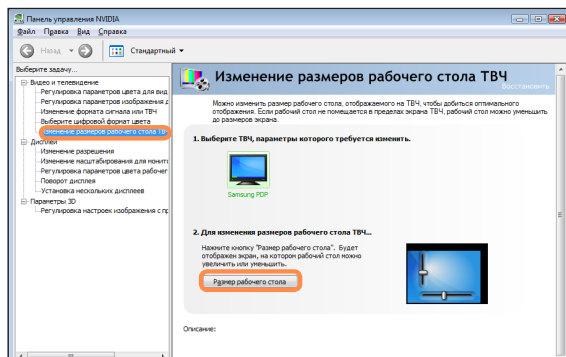 Панель управления NVIDIA
Файл Правка Вид Справка
Назад Стандартный
Выберите задачу...
Изменение размеров рабочего стола ТВЧ
Восстановить
Видео и телевидение
Регулировка параметров цвета для вид
Регулировка параметров изображения д
Изменение формата сигнала или ТВЧ
Выберите цифровой формат цвета
Изменение размеров рабочего стола ТВЧ
Дисплеи
Изменение разрешения
Изменение масштабирования для монито
Регулировка параметров цвета рабочег
Поворот дисплея
Установка нескольких дисплеев
Параметры 3D
Регулировка настроек изображения с пр
Можно изменить размер рабочего стола, отображаемого на ТВЧ, чтобы добиться оптимального
отображения. Если рабочий стол не помещается в пределах экрана ТВЧ, рабочий стол можно уменьшить
до размеров экрана.
1. Выберите ТВЧ, параметры которого требуется изменить.
Samsung PDP
2. Для изменения размеров рабочего стола ТВЧ...
Нажмите кнопку "Размер рабочего стола". Будет
отображен экран, на котором рабочий стол можно
увеличить или уменьшить.
Размер рабочего стола
Описание: